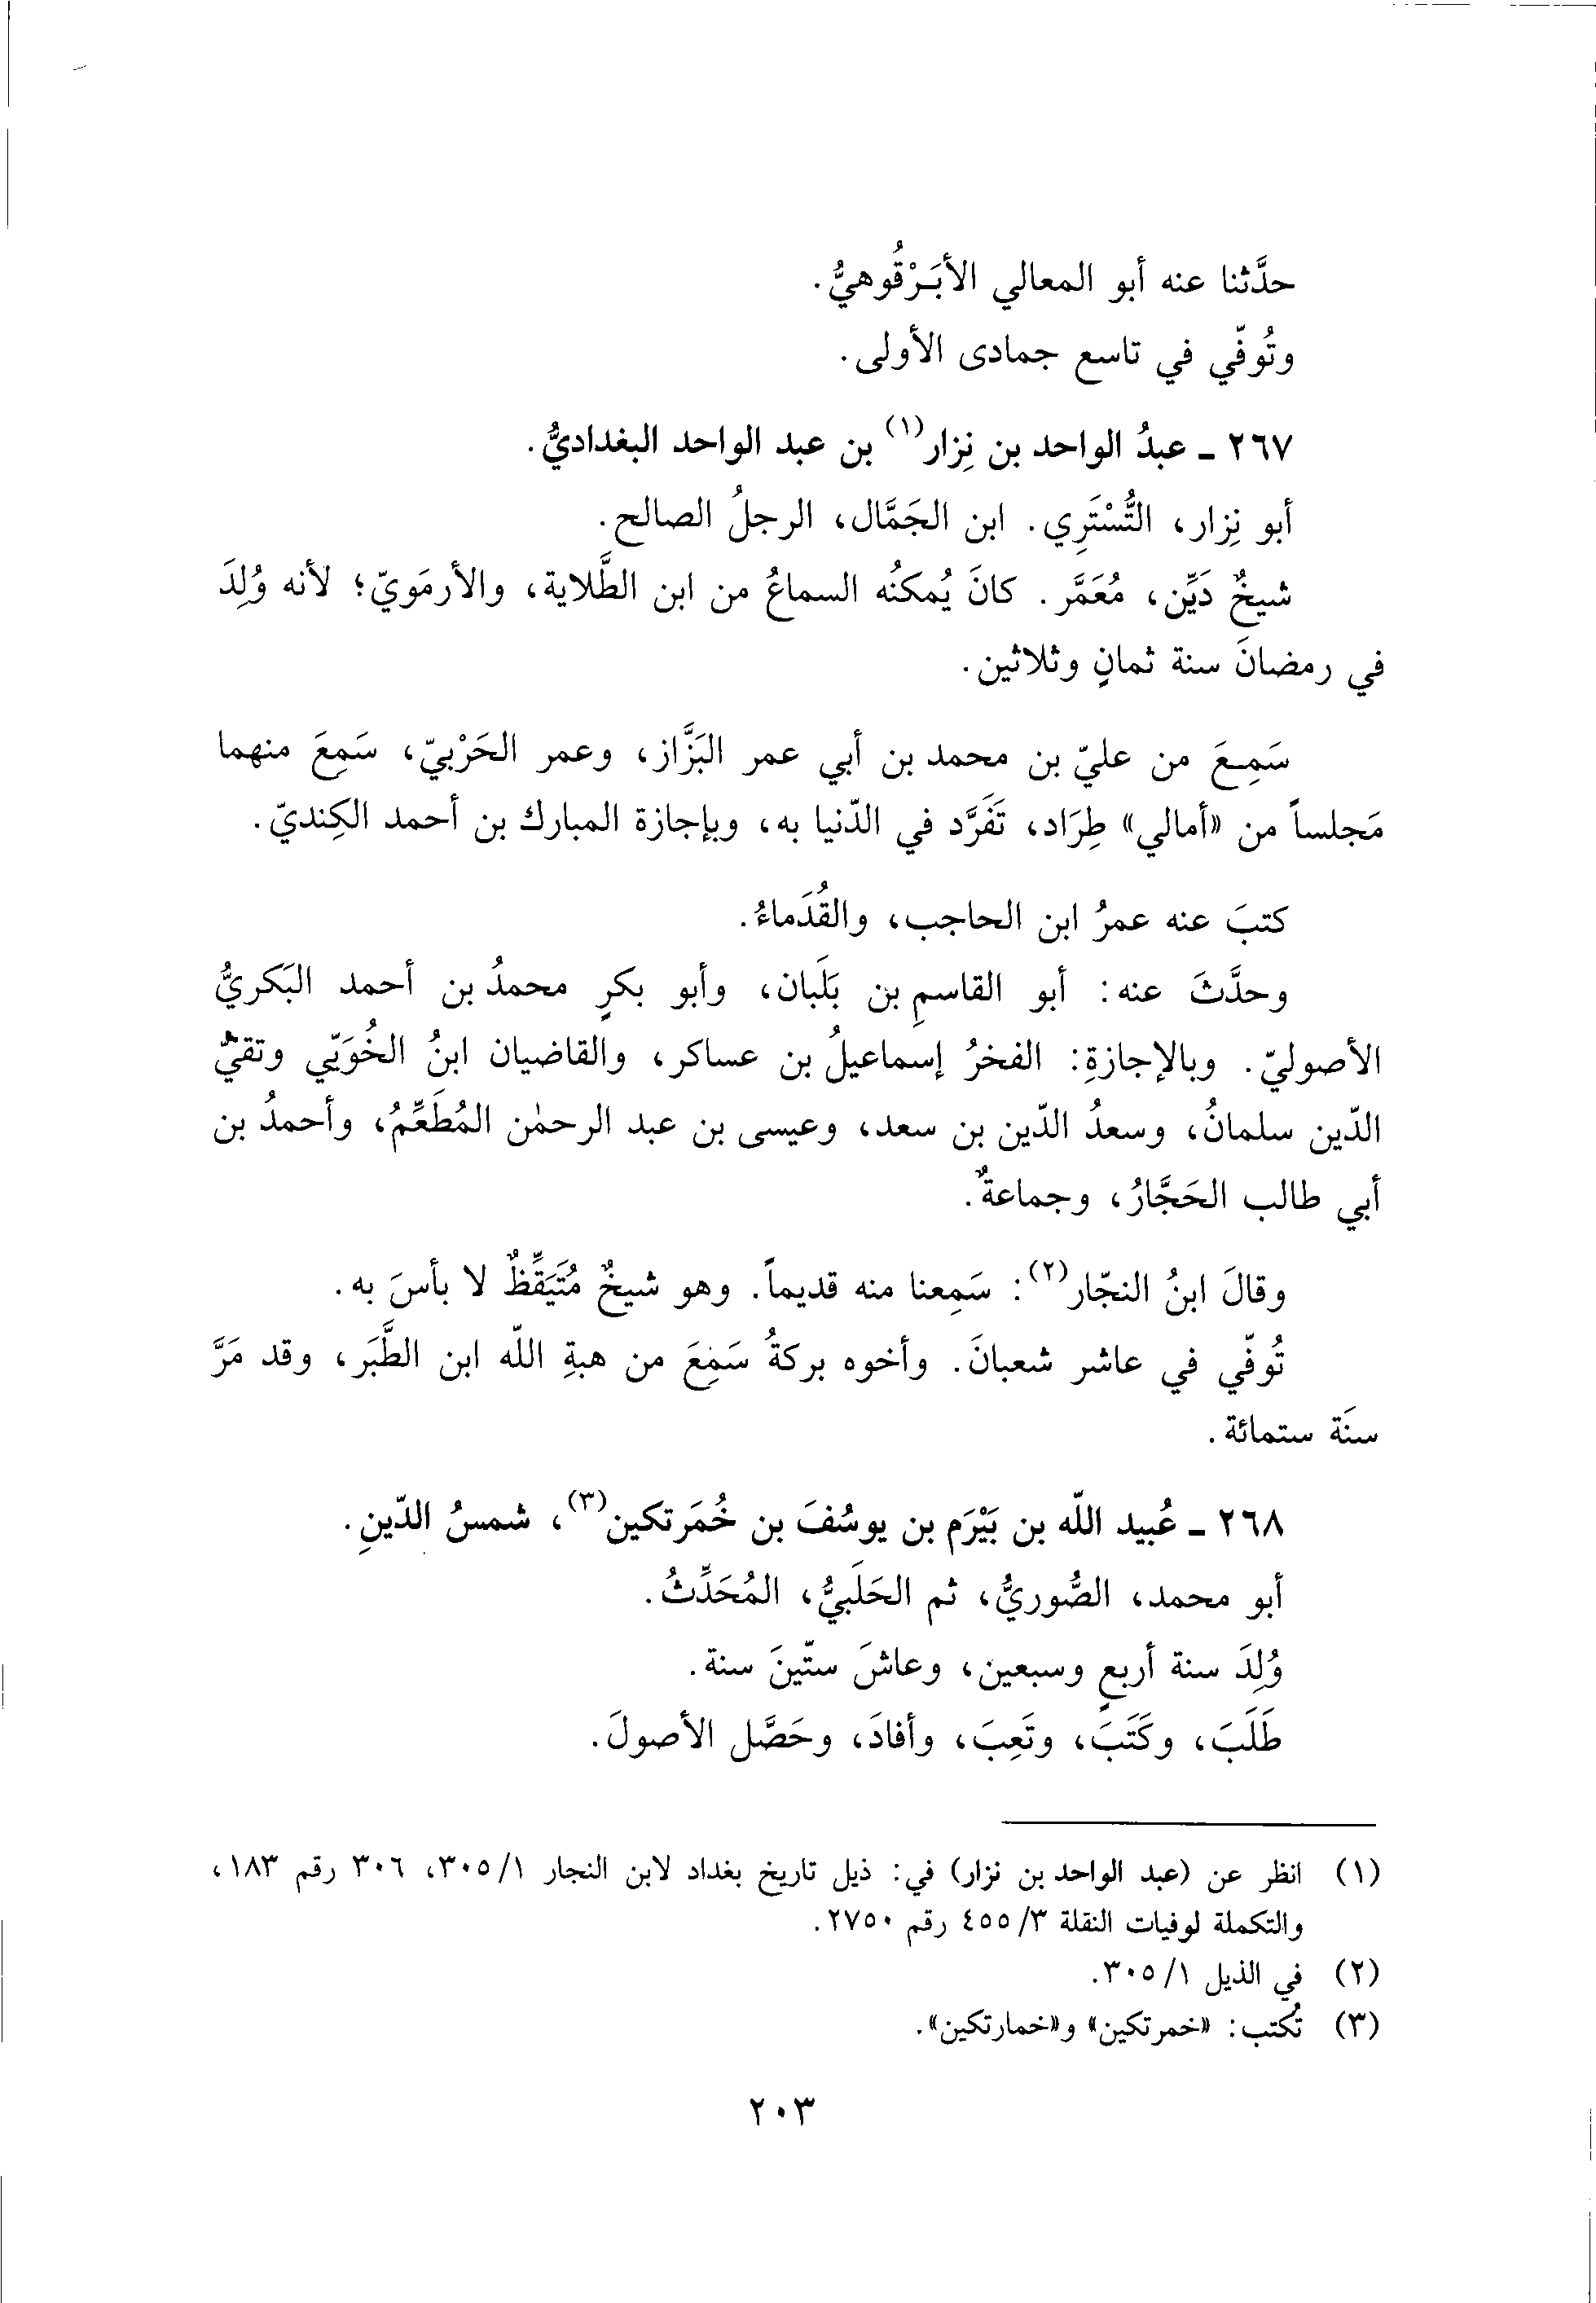 حدَّثنا عنه أبو المعالي الأبَرْقُوهيُّ.
وتُوفّي في تاسع جمادى الأولى.
٢٦٧ ـ عبدُ الواحد بن نِزار(١) بن عبد الواحد البغداديُّ.
أبو نِزار، التُّسْتَرِي. ابن الجَمَّال، الرجلُ الصالح.
شيخٌ دَيِّن، مُعَمَّر. كانَ يُمكنُه السماعُ من ابن الطَّلاية، والأرمَويّ؛ لأنه وُلِدَ
في رمضانَ سنة ثمانٍ وثلاثين.
سَمِعَ من عليّ بن محمد بن أبي عمر البَزَّاز، وعمر الحَرْبيّ، سَمِعَ منهما
مَجلساً من «أمالي» طِرَاد، تَفَرَّد في الدّنيا به، وبإجازة المبارك بن أحمد الكِنديّ.
كتبَ عنه عمرُ ابن الحاجب، والقُدَماءُ.
وحدَّثَ عنه: أبو القاسمِ بن بَلَبان، وأبو بكرٍ محمدُ بن أحمد البَكريُّ
الأصوليّ. وبالإجازةِ: الفخرُ إسماعيلُ بن عساكر، والقاضيان ابنُ الخُوَيّي وتقيُّ
الدّين سلمانُ، وسعدُ الدّين بن سعد، وعيسى بن عبد الرحمٰن المُطَعِّمُ، وأحمدُ بن
أبي طالب الحَجَّارُ، وجماعةٌ.
وقالَ ابنُ النجّار(٢): سَمِعنا منه قديماً. وهو شيخٌ مُتَيَقِّظٌ لا بأسَ به.
تُوفّي في عاشر شعبانَ. وأخوه بركةُ سَمِعَ من هبةِ اللّه ابن الطَّبَر، وقد مَرَّ
سنَة ستمائة.
٢٦٨ ـ عُبيد اللّه بن بَيْرَم بن يوسُفَ بن خُمَرتكين(٣)، شمسُ الدّينِ.
أبو محمد، الصُّوريُّ، ثم الحَلَبيُّ، المُحَدِّثُ.
وُلِدَ سنة أربعٍ وسبعين، وعاشَ ستّينَ سنة.
طَلَبَ، وكَتَبَ، وتَعِبَ، وأفادَ، وحَصَّل الأصولَ.
(١) انظر عن (عبد الواحد بن نزار) في: ذيل تاريخ بغداد لابن النجار ١/ ٣٠٥، ٣٠٦ رقم ١٨٣،
والتكملة لوفيات النقلة ٣/ ٤٥٥ رقم ٢٧٥٠.
(٢) في الذيل ١/ ٣٠٥.
(٣) تُكتب: «خمرتكين» و«خمارتكين».
٢٠٣